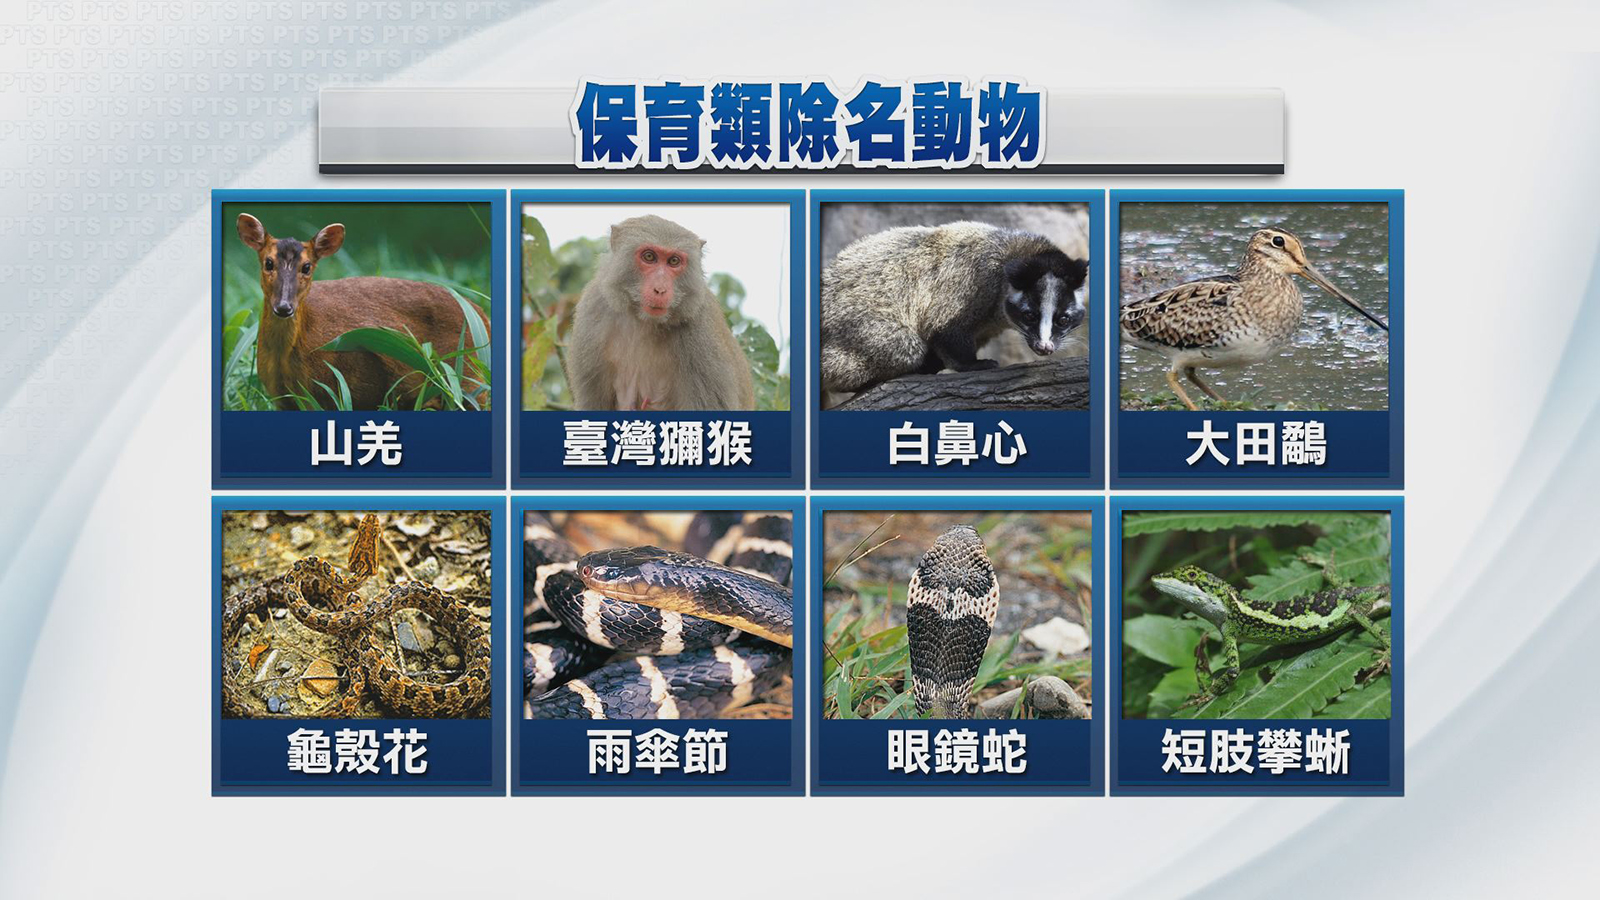 保育類除名動物
山羌
臺灣獼猴
白鼻心
大田鷸
龜殼花
雨傘節
眼鏡蛇
短肢攀蜥